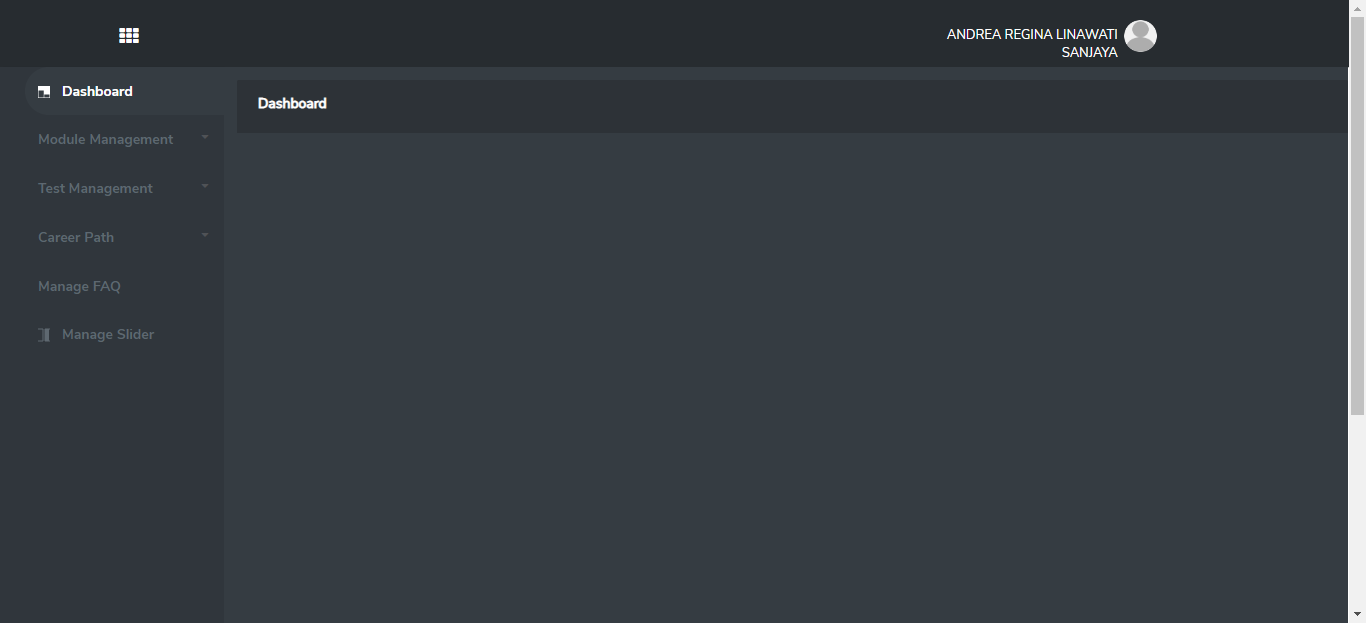 ANDREA REGINA LINAWATI
SANJAYA
Dashboard
Dashboard
Module Management
Test Management
Career Path
Manage FAQ
Manage Slider